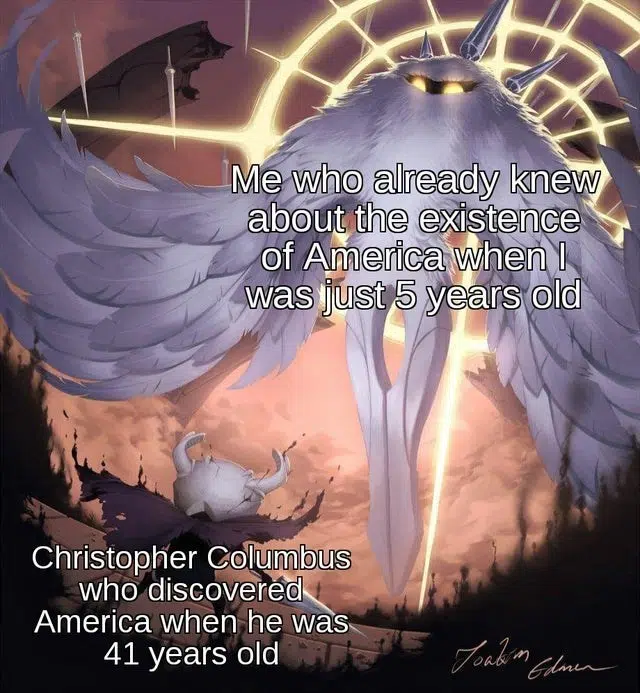 Me who already knew
about the existence
of America when I
was just 5 years old
Christopher Columbus
who discovered
America when he was
41 years old